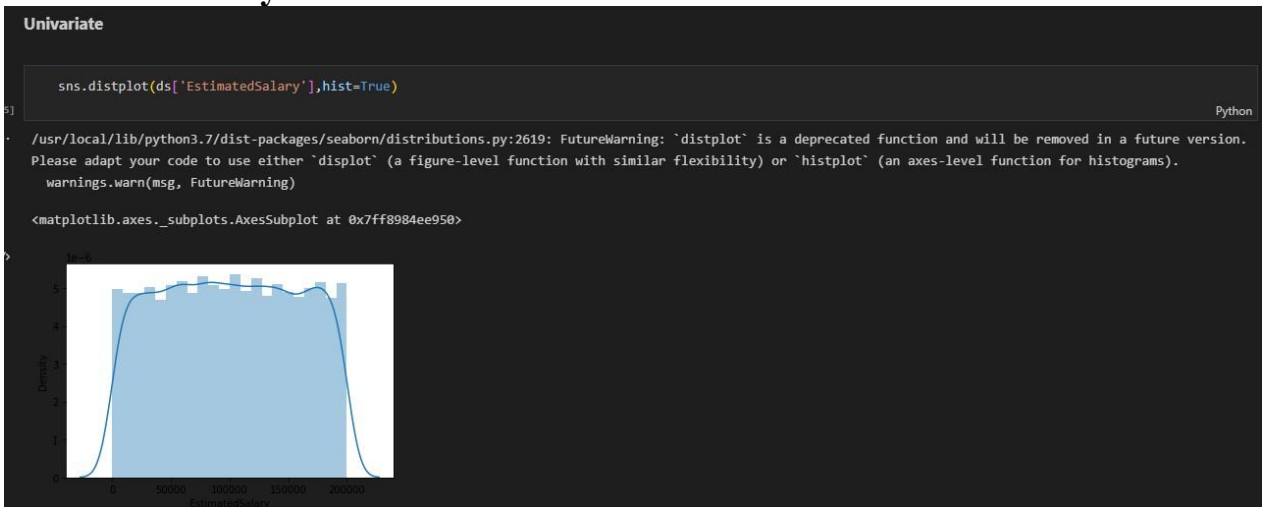 Univariate
sns.distplot(ds['EstimatedSalary'],hist=True)
5]
Python
/usr/local/lib/python3.7/dist-packages/seaborn/distributions.py:2619: FutureWarning: `distplot` is a deprecated function and will be removed in a future version.
Please adapt your code to use either `displot` (a figure-level function with similar flexibility) or `histplot` (an axes-level function for histograms).
warnings.warn(msg, FutureWarning)
<matplotlib.axes._subplots.AxesSubplot at 0x7ff8984ee950>
1e-6
5
4
3
2
1
0
Density
0 50000 100000 150000 200000
EstimatedSalary